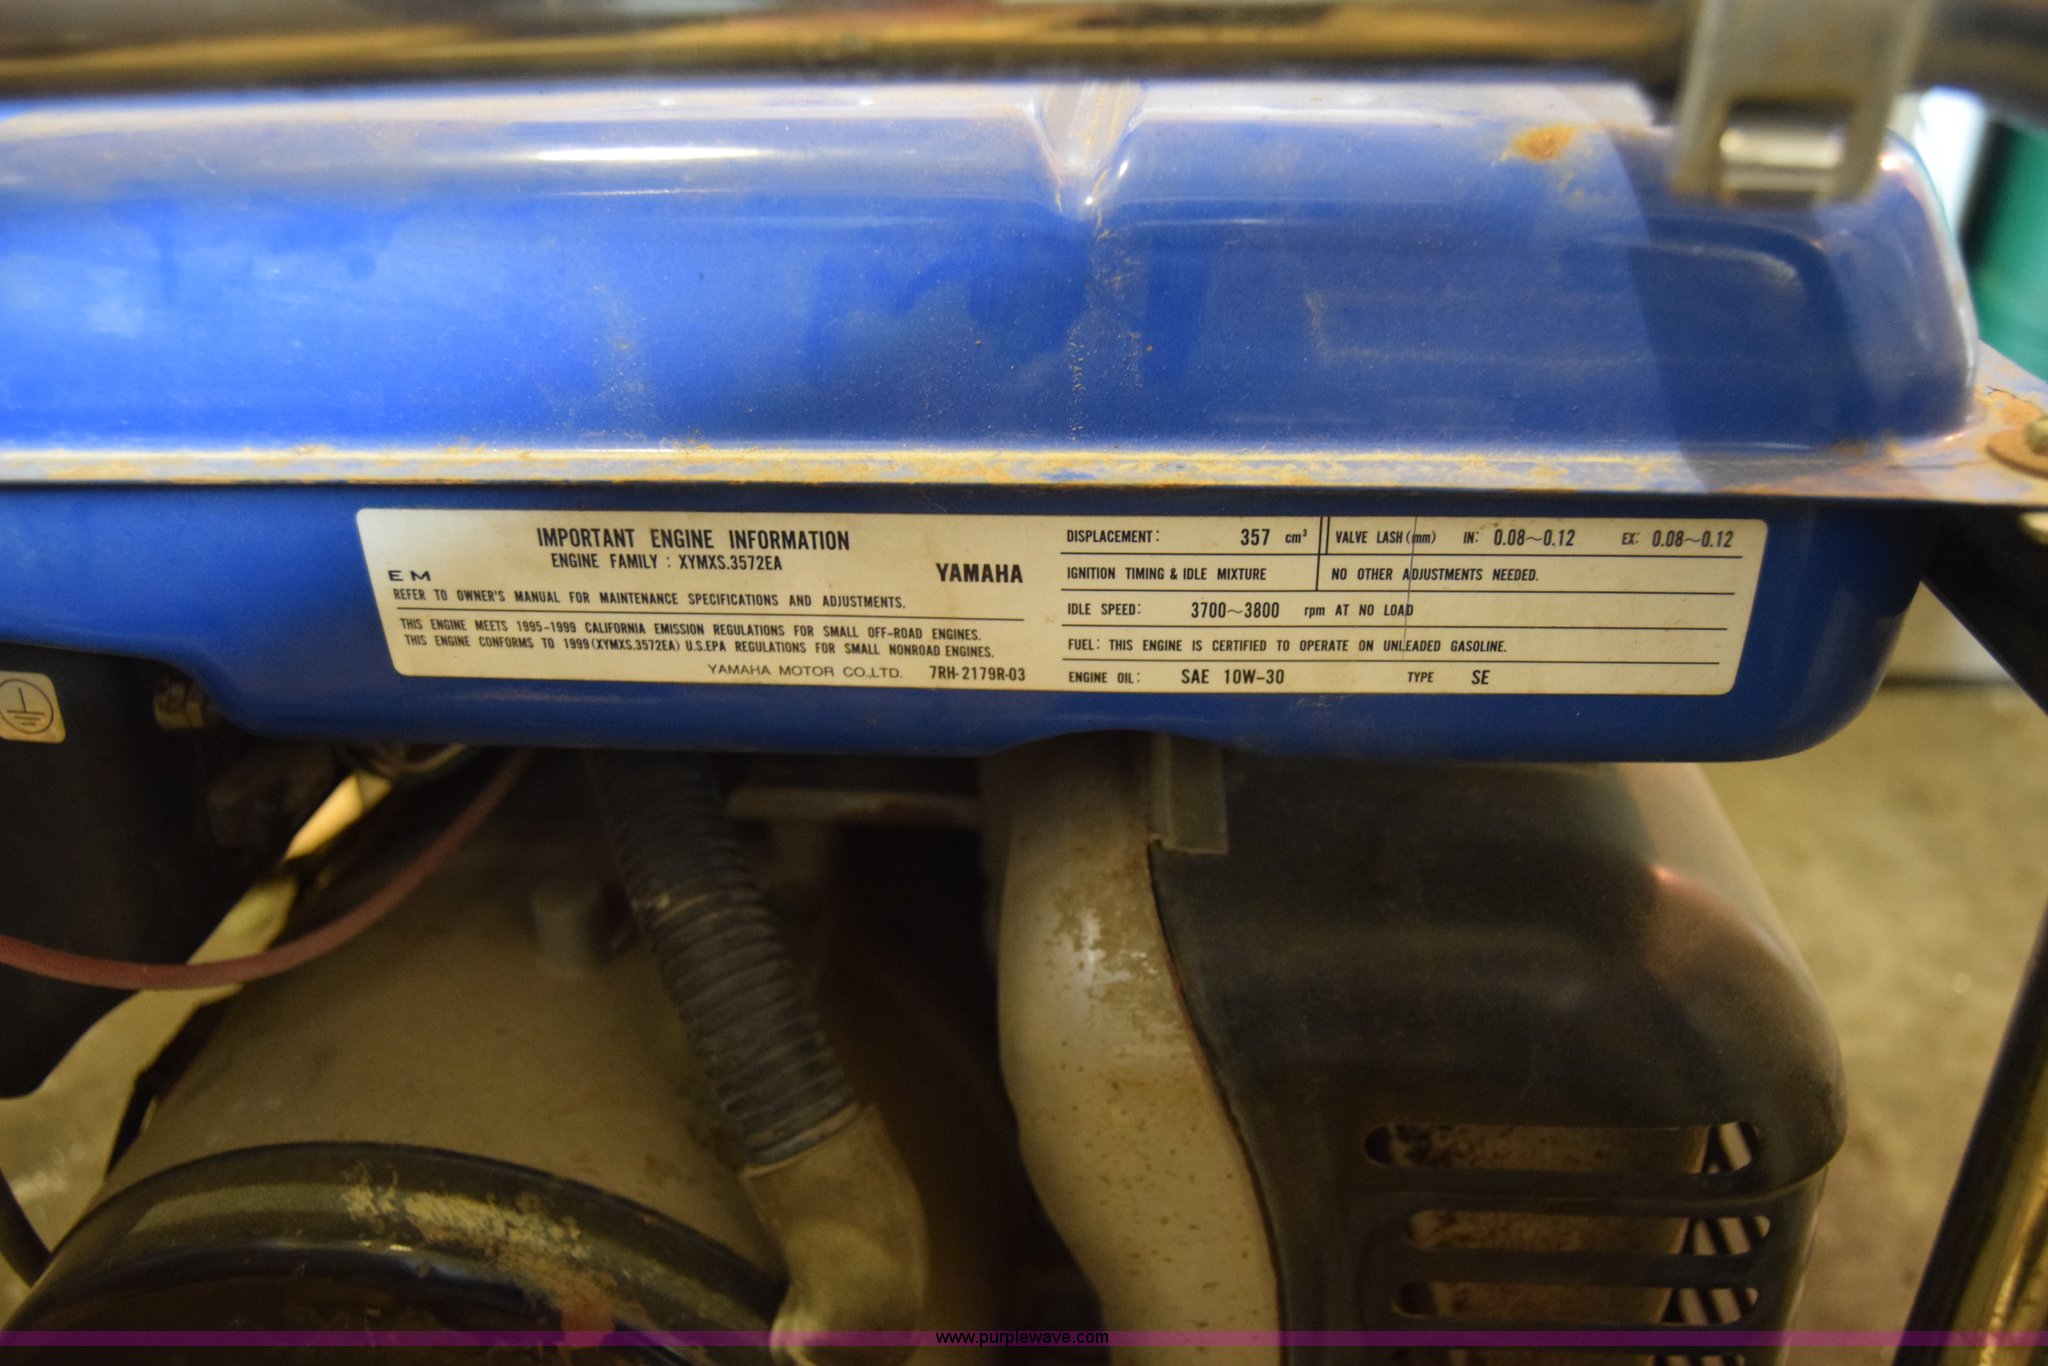 IMPORTANT ENGINE INFORMATION
ENGINE FAMILY : XYMXS.3572EA
EM
YAMAHA
REFER TO OWNER'S MANUAL FOR MAINTENANCE SPECIFICATIONS AND ADJUSTMENTS.
THIS ENGINE MEETS 1995-1999 CALIFORNIA EMISSION REGULATIONS FOR SMALL OFF-ROAD ENGINES.
THIS ENGINE CONFORMS TO 1999(XYMXS.3572EA) U.S.EPA REGULATIONS FOR SMALL NONROAD ENGINES.
YAMAHA MOTOR CO.,LTD. 7RH-2179R-03
DISPLACEMENT: 357 cm³ VALVE LASH(mm) IN: 0.08~0.12 EX: 0.08~0.12
IGNITION TIMING & IDLE MIXTURE NO OTHER ADJUSTMENTS NEEDED.
IDLE SPEED: 3700~3800 rpm AT NO LOAD
FUEL: THIS ENGINE IS CERTIFIED TO OPERATE ON UNLEADED GASOLINE.
ENGINE OIL: SAE 10W-30 TYPE SE
www.purplewave.com